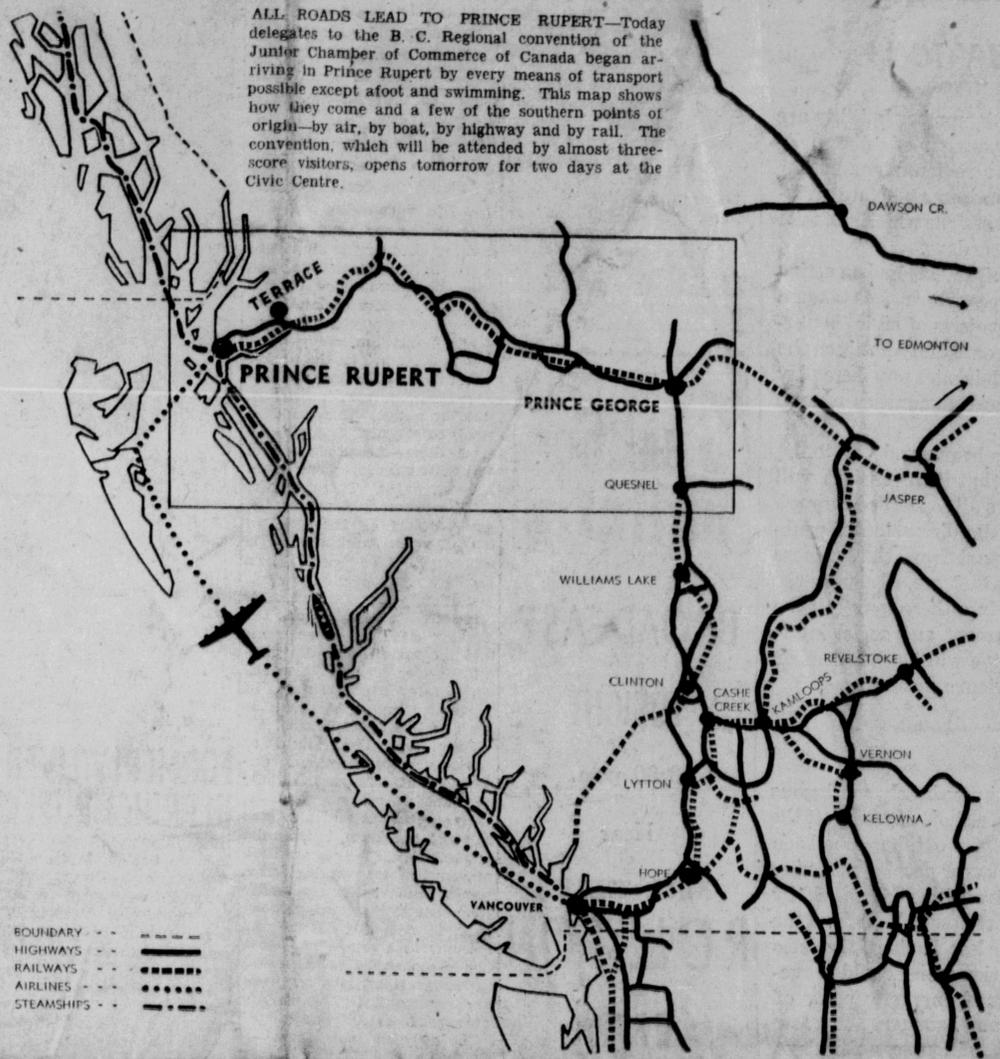 ALL ROADS LEAD TO PRINCE RUPERT—Today
delegates to the B. C. Regional convention of the
Junior Chamber of Commerce of Canada began ar-
riving in Prince Rupert by every means of transport
possible except afoot and swimming. This map shows
how they come and a few of the southern points of
origin—by air, by boat, by highway and by rail. The
convention, which will be attended by almost three-
score visitors, opens tomorrow for two days at the
Civic Centre.
DAWSON CR.
TERRACE
TO EDMONTON
PRINCE RUPERT
PRINCE GEORGE
QUESNEL
JASPER
WILLIAMS LAKE
REVELSTOKE
CLINTON
CASHE
CREEK
KAMLOOPS
VERNON
LYTTON
KELOWNA
HOPE
VANCOUVER
BOUNDARY - -
HIGHWAYS - -
RAILWAYS - -
AIRLINES - -
STEAMSHIPS - -